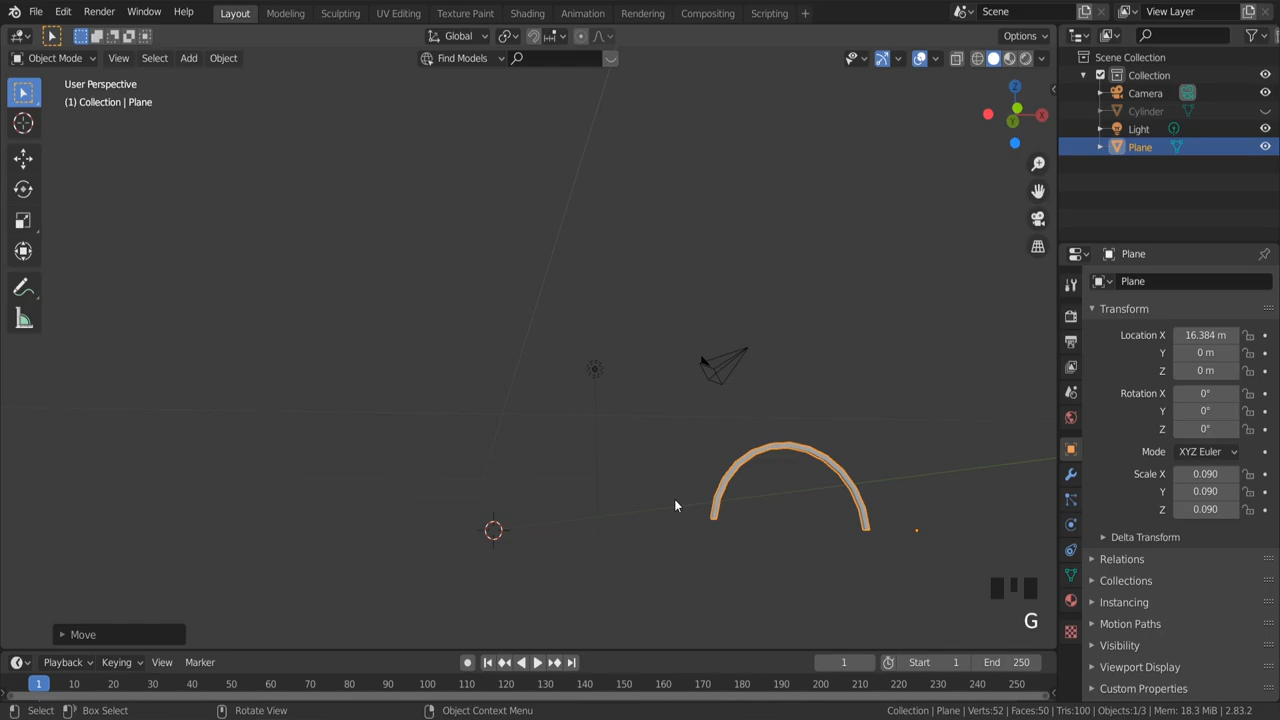 File Edit Render Window Help Layout Modeling Sculpting UV Editing Texture Paint Shading Animation Rendering Compositing Scripting + Scene View Layer
Global Options
Object Mode View Select Add Object Find Models
User Perspective
(1) Collection | Plane
Z
X
Y
G
Move
Scene Collection
Collection
Camera
Cylinder
Light
Plane
Plane
Plane
Transform
Location X 16.384 m
Y 0 m
Z 0 m
Rotation X 0°
Y 0°
Z 0°
Mode XYZ Euler
Scale X 0.090
Y 0.090
Z 0.090
Delta Transform
Relations
Collections
Instancing
Motion Paths
Visibility
Viewport Display
Custom Properties
Playback Keying View Marker 1 Start 1 End 250
1 10 20 30 40 50 60 70 80 90 100 110 120 130 140 150 160 170 180 190 200 210 220 230 240 250
Select Box Select Rotate View Object Context Menu Collection | Plane | Verts:52 | Faces:50 | Tris:100 | Objects:1/3 | Mem: 18.3 MiB | 2.83.2